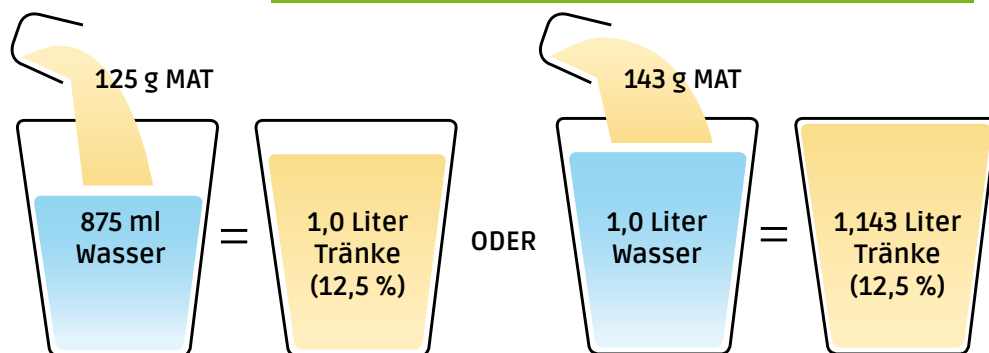 125 g MAT
875 ml
Wasser
=
1,0 Liter
Tränke
(12,5 %)
ODER
143 g MAT
1,0 Liter
Wasser
=
1,143 Liter
Tränke
(12,5 %)